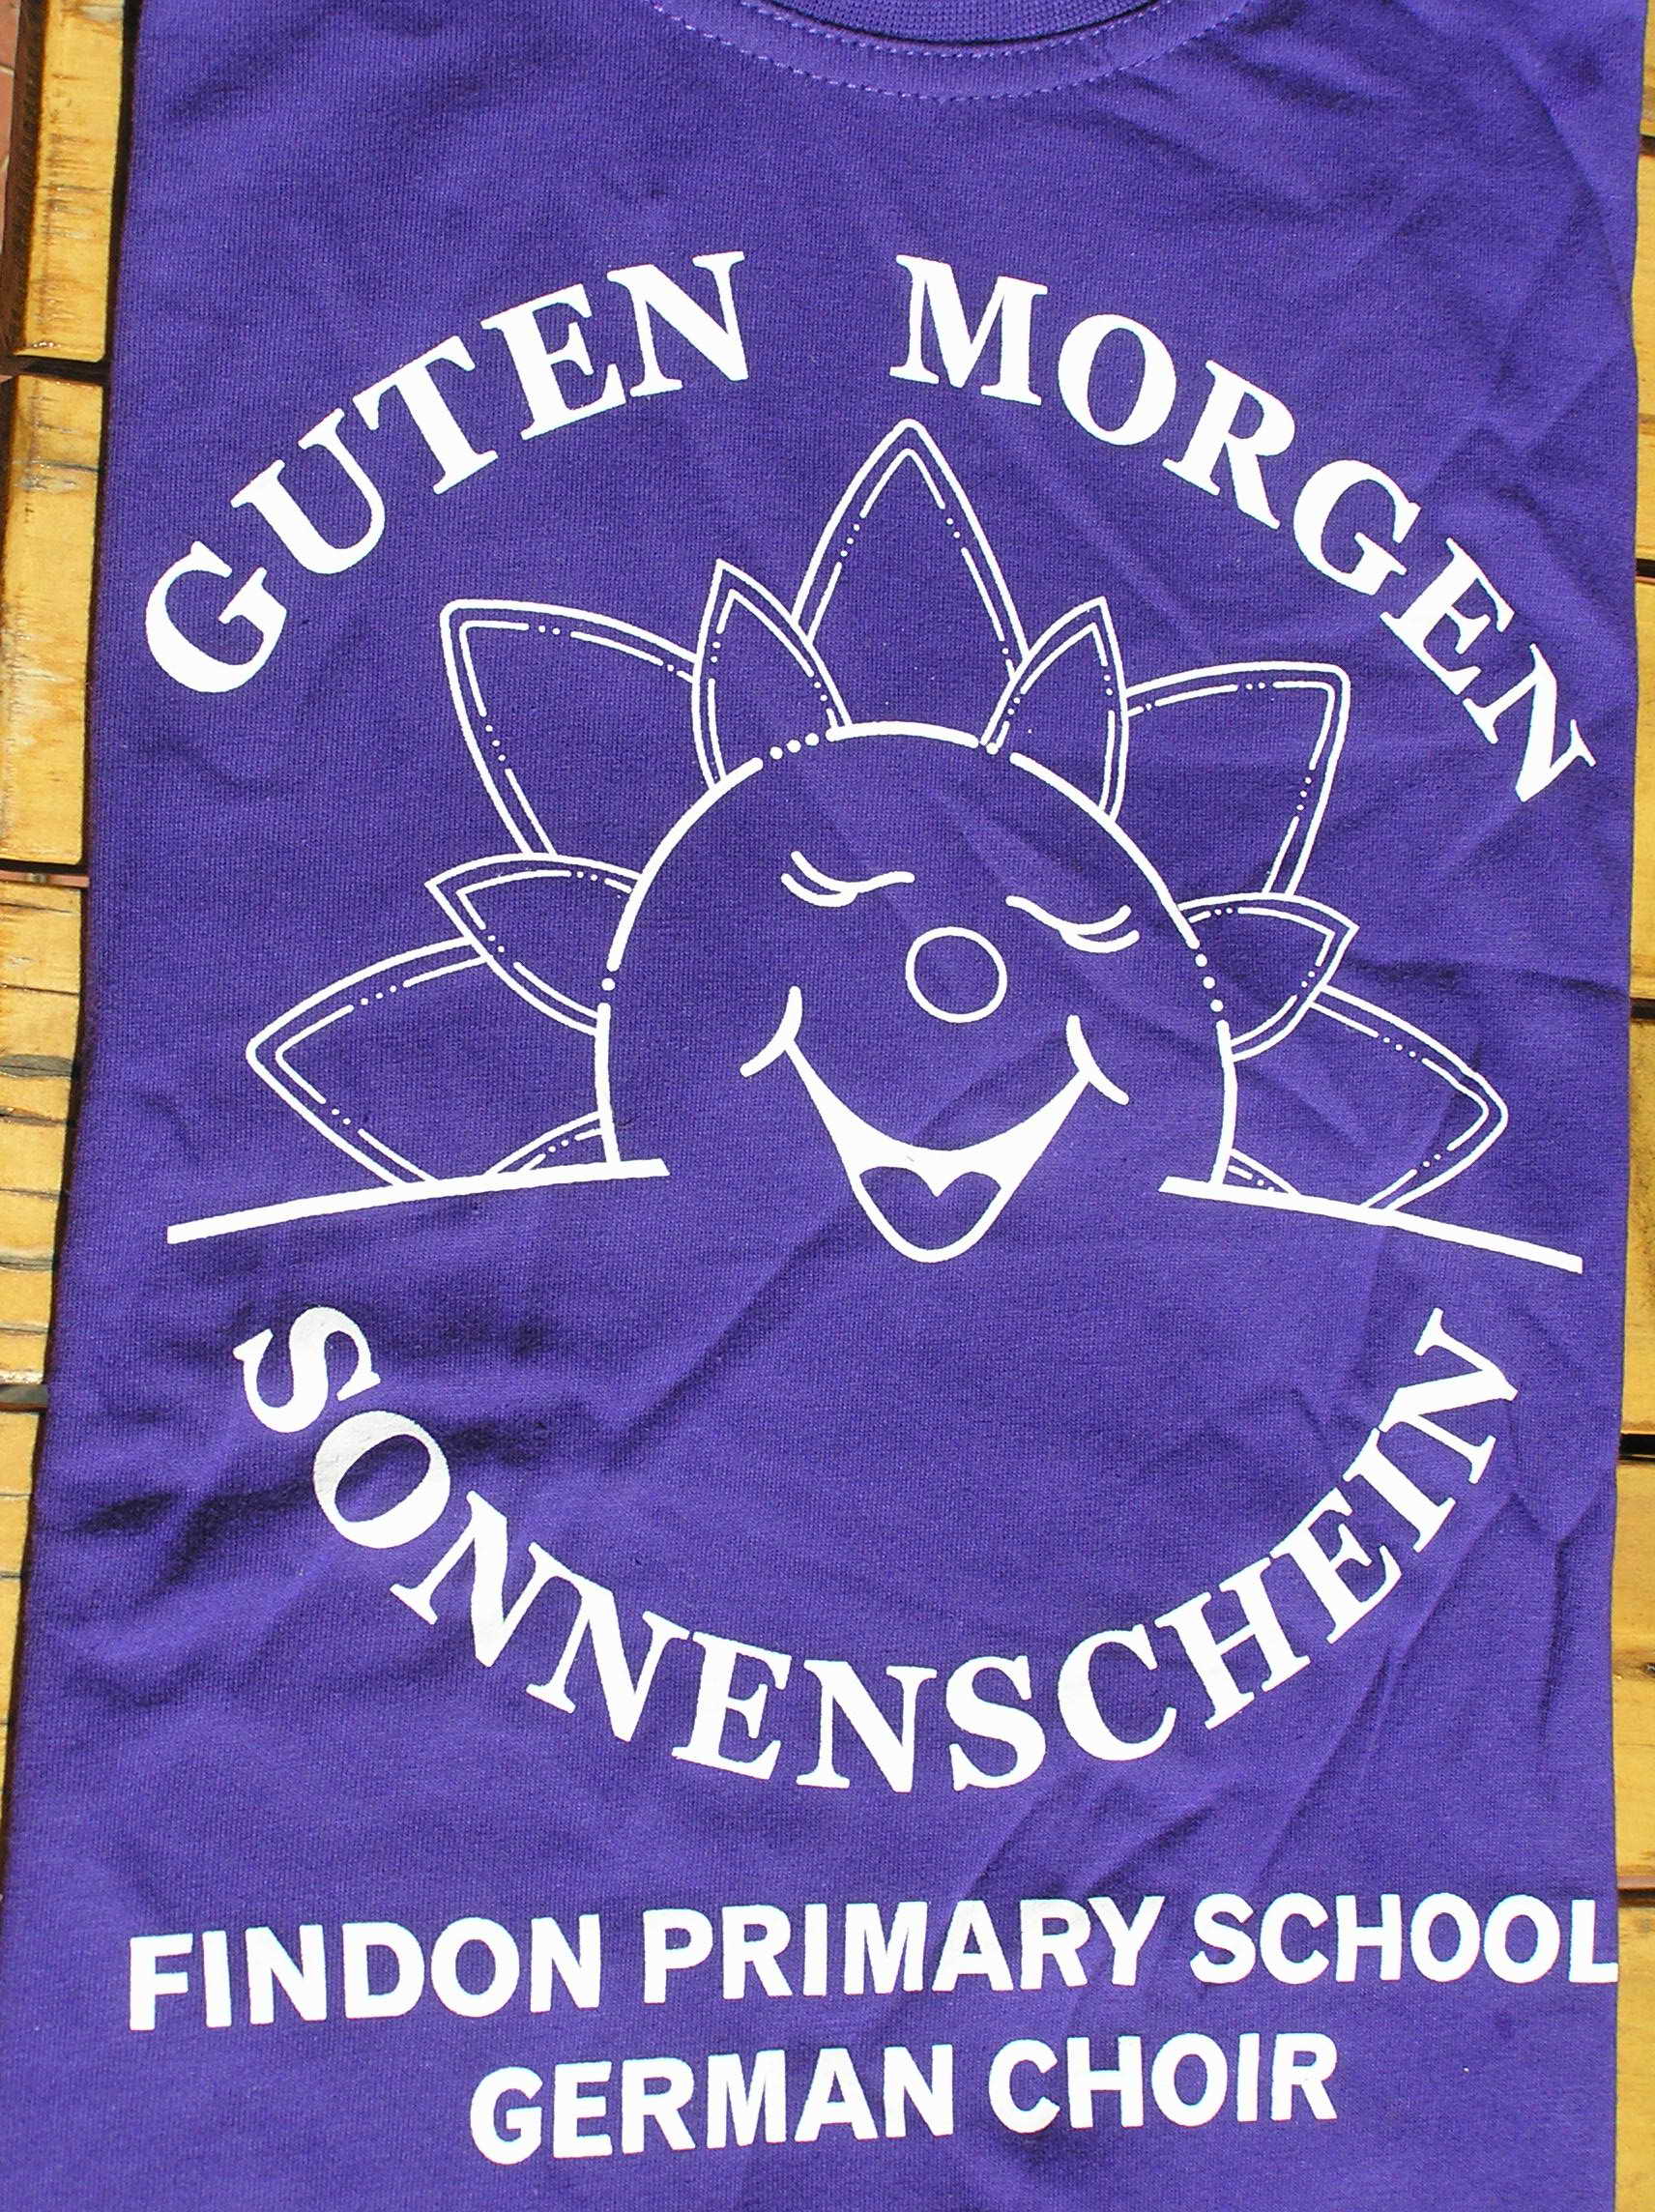 GUTEN MORGEN
SONNENSCHEIN
FINDON PRIMARY SCHOOL
GERMAN CHOIR